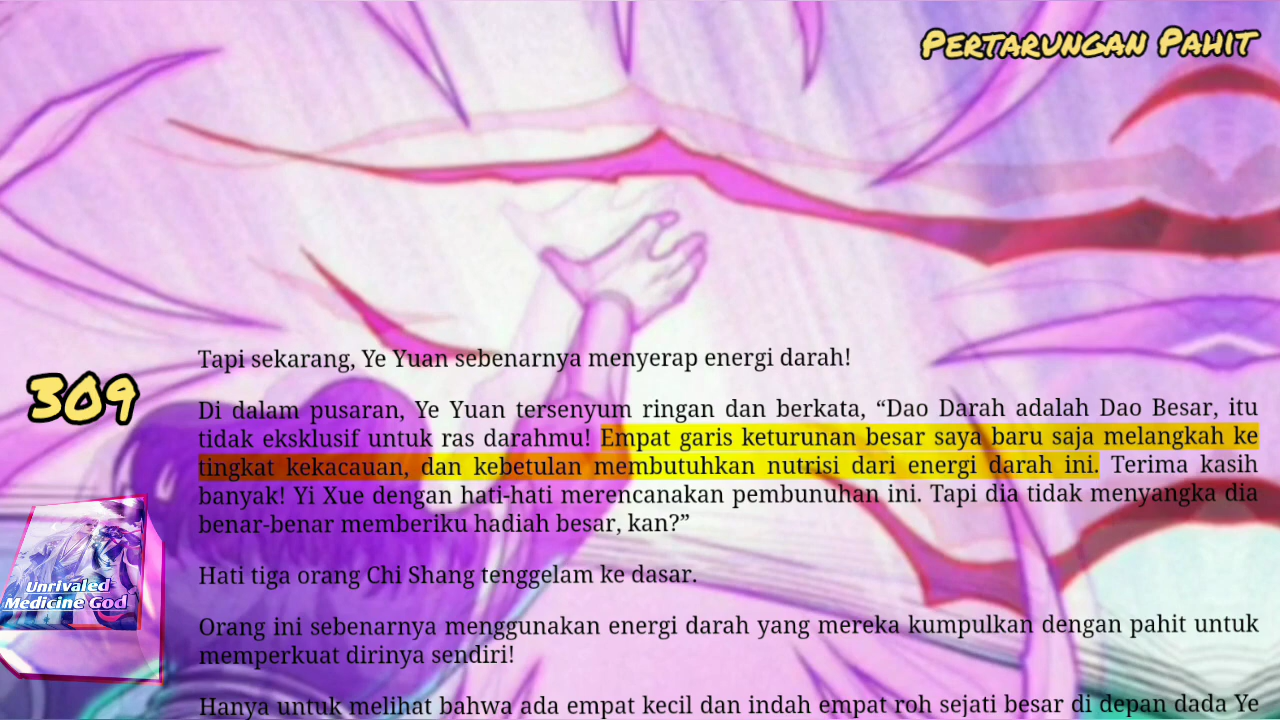 Pertarungan Pahit
309
Unrivaled
Medicine God
Tapi sekarang, Ye Yuan sebenarnya menyerap energi darah!
Di dalam pusaran, Ye Yuan tersenyum ringan dan berkata, “Dao Darah adalah Dao Besar, itu
tidak eksklusif untuk ras darahmu! Empat garis keturunan besar saya baru saja melangkah ke
tingkat kekacauan, dan kebetulan membutuhkan nutrisi dari energi darah ini. Terima kasih
banyak! Yi Xue dengan hati-hati merencanakan pembunuhan ini. Tapi dia tidak menyangka dia
benar-benar memberiku hadiah besar, kan?”
Hati tiga orang Chi Shang tenggelam ke dasar.
Orang ini sebenarnya menggunakan energi darah yang mereka kumpulkan dengan pahit untuk
memperkuat dirinya sendiri!
Hanya untuk melihat bahwa ada empat kecil dan indah empat roh sejati besar di depan dada Ye